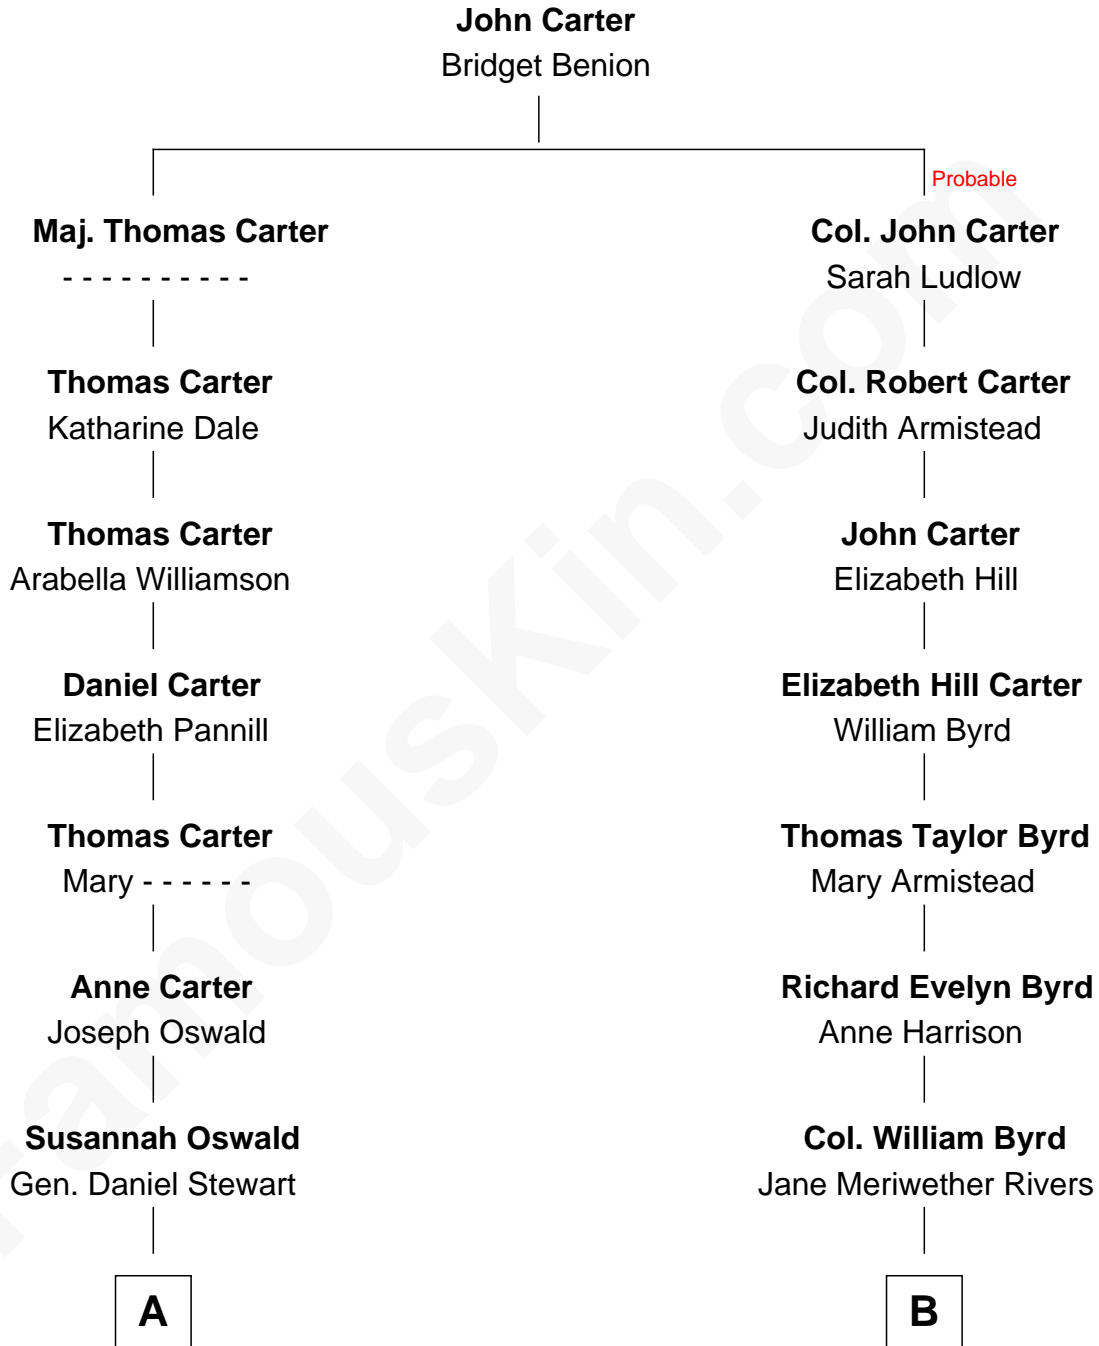 John Carter
Bridget Benion
Probable
Maj. Thomas Carter
- - - - - - - - - -
Col. John Carter
Sarah Ludlow
Thomas Carter
Katharine Dale
Col. Robert Carter
Judith Armistead
Thomas Carter
Arabella Williamson
John Carter
Elizabeth Hill
Daniel Carter
Elizabeth Pannill
Elizabeth Hill Carter
William Byrd
Thomas Carter
Mary - - - - - -
Thomas Taylor Byrd
Mary Armistead
Anne Carter
Joseph Oswald
Richard Evelyn Byrd
Anne Harrison
Susannah Oswald
Gen. Daniel Stewart
Col. William Byrd
Jane Meriwether Rivers
A
B
FamousKin.com